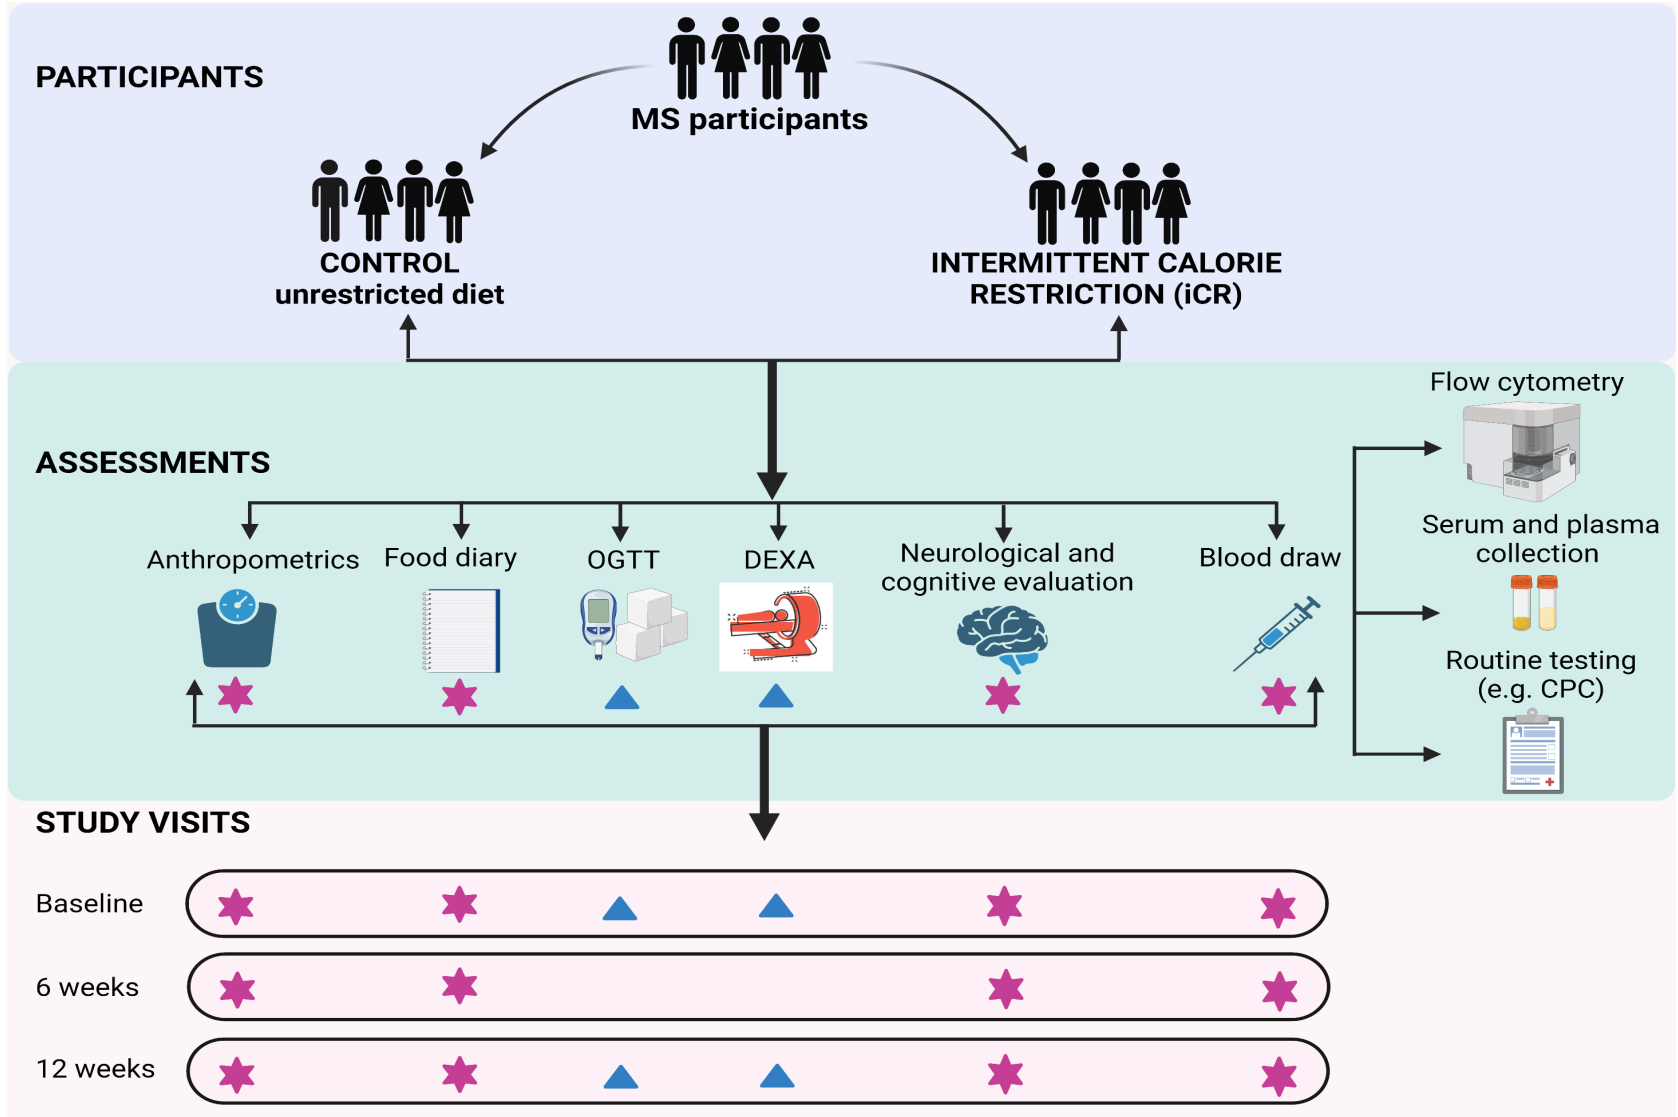 PARTICIPANTS
MS participants
CONTROL
unrestricted diet
INTERMITTENT CALORIE
RESTRICTION (iCR)
ASSESSMENTS
Anthropometrics
Food diary
OGTT
DEXA
Neurological and
cognitive evaluation
Blood draw
Flow cytometry
Serum and plasma
collection
Routine testing
(e.g. CPC)
STUDY VISITS
Baseline
6 weeks
12 weeks